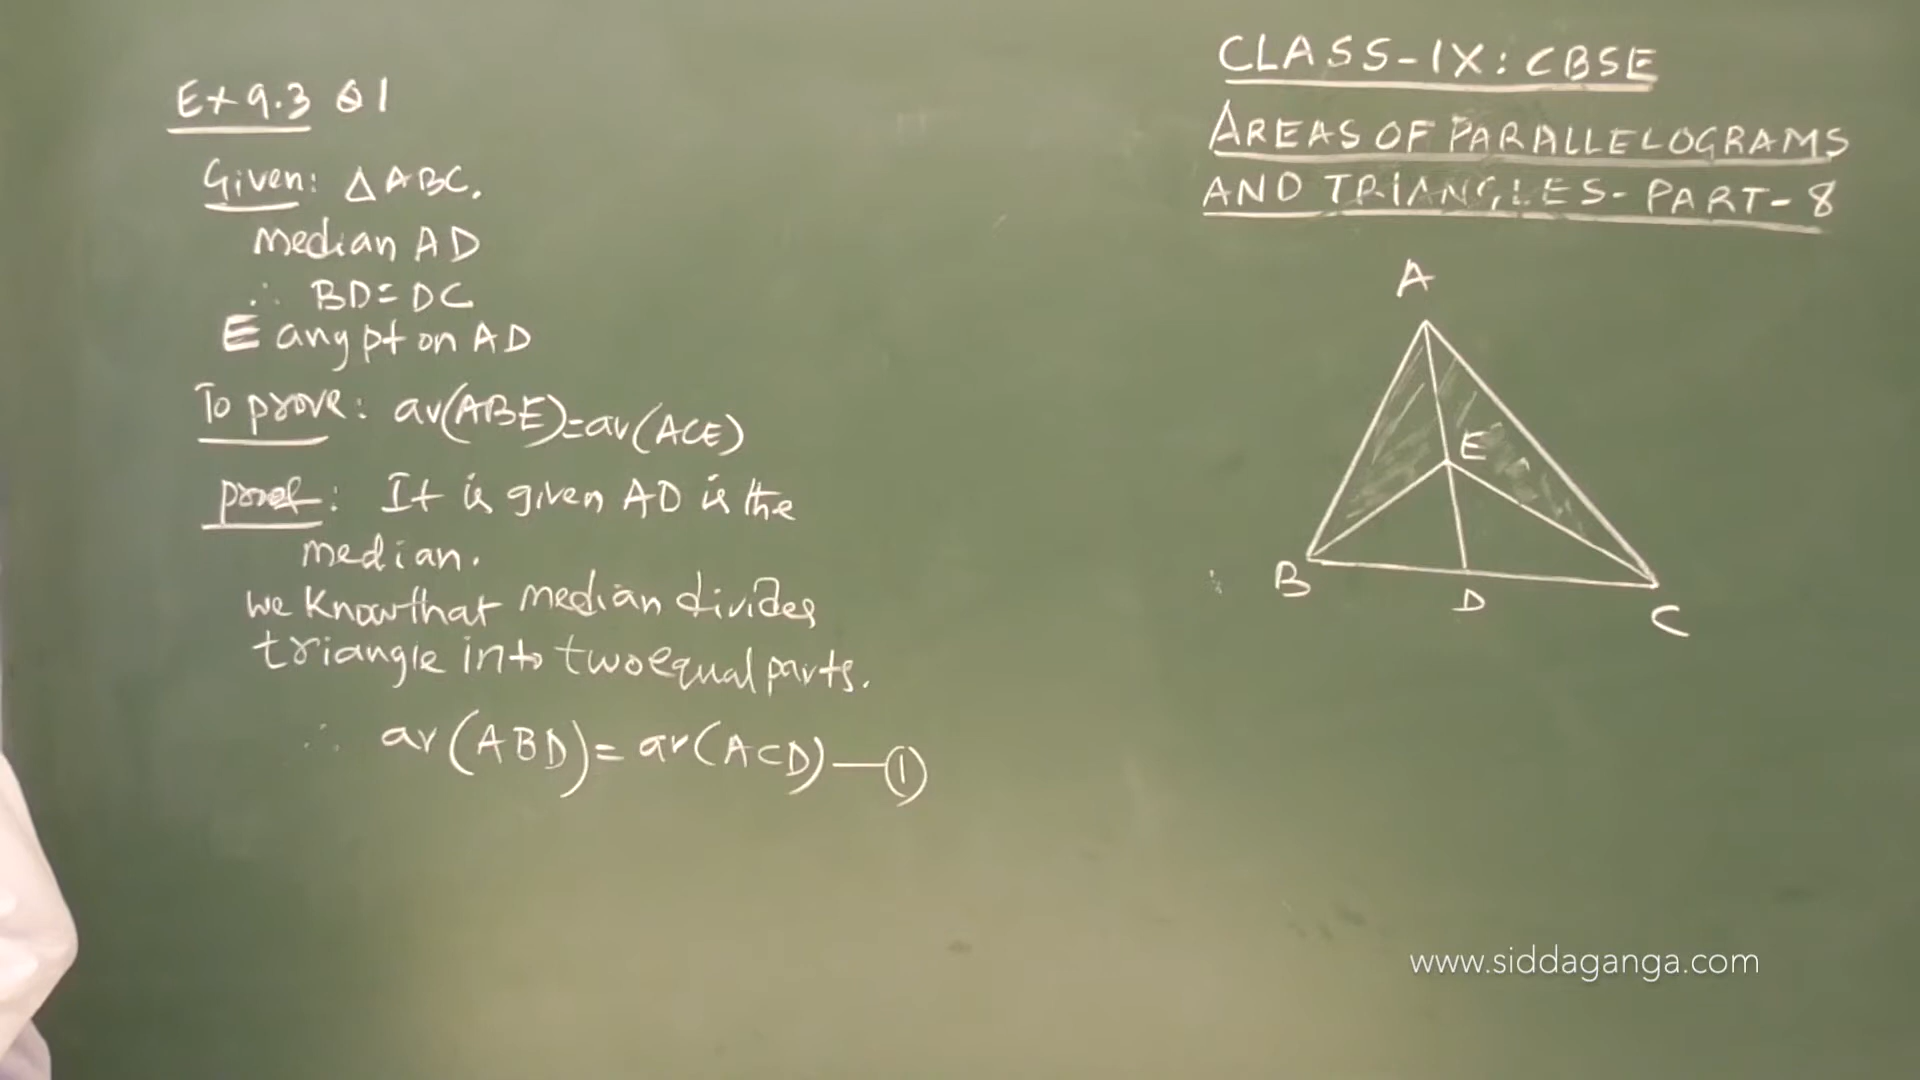 Ex 9.3 Q1
Given: △ABC.
Median AD
∴ BD = DC
E any pt on AD
To prove: ar(ABE)=ar(ACE)
proof: It is given AD is the
median.
We Know that median divides
triangle into two equal parts.
∴ ar(ABD)= ar(ACD) — ①
CLASS-IX: CBSE
AREAS OF PARALLELOGRAMS
AND TRIANGLES- PART-8
A
E
B
D
C
www.siddaganga.com